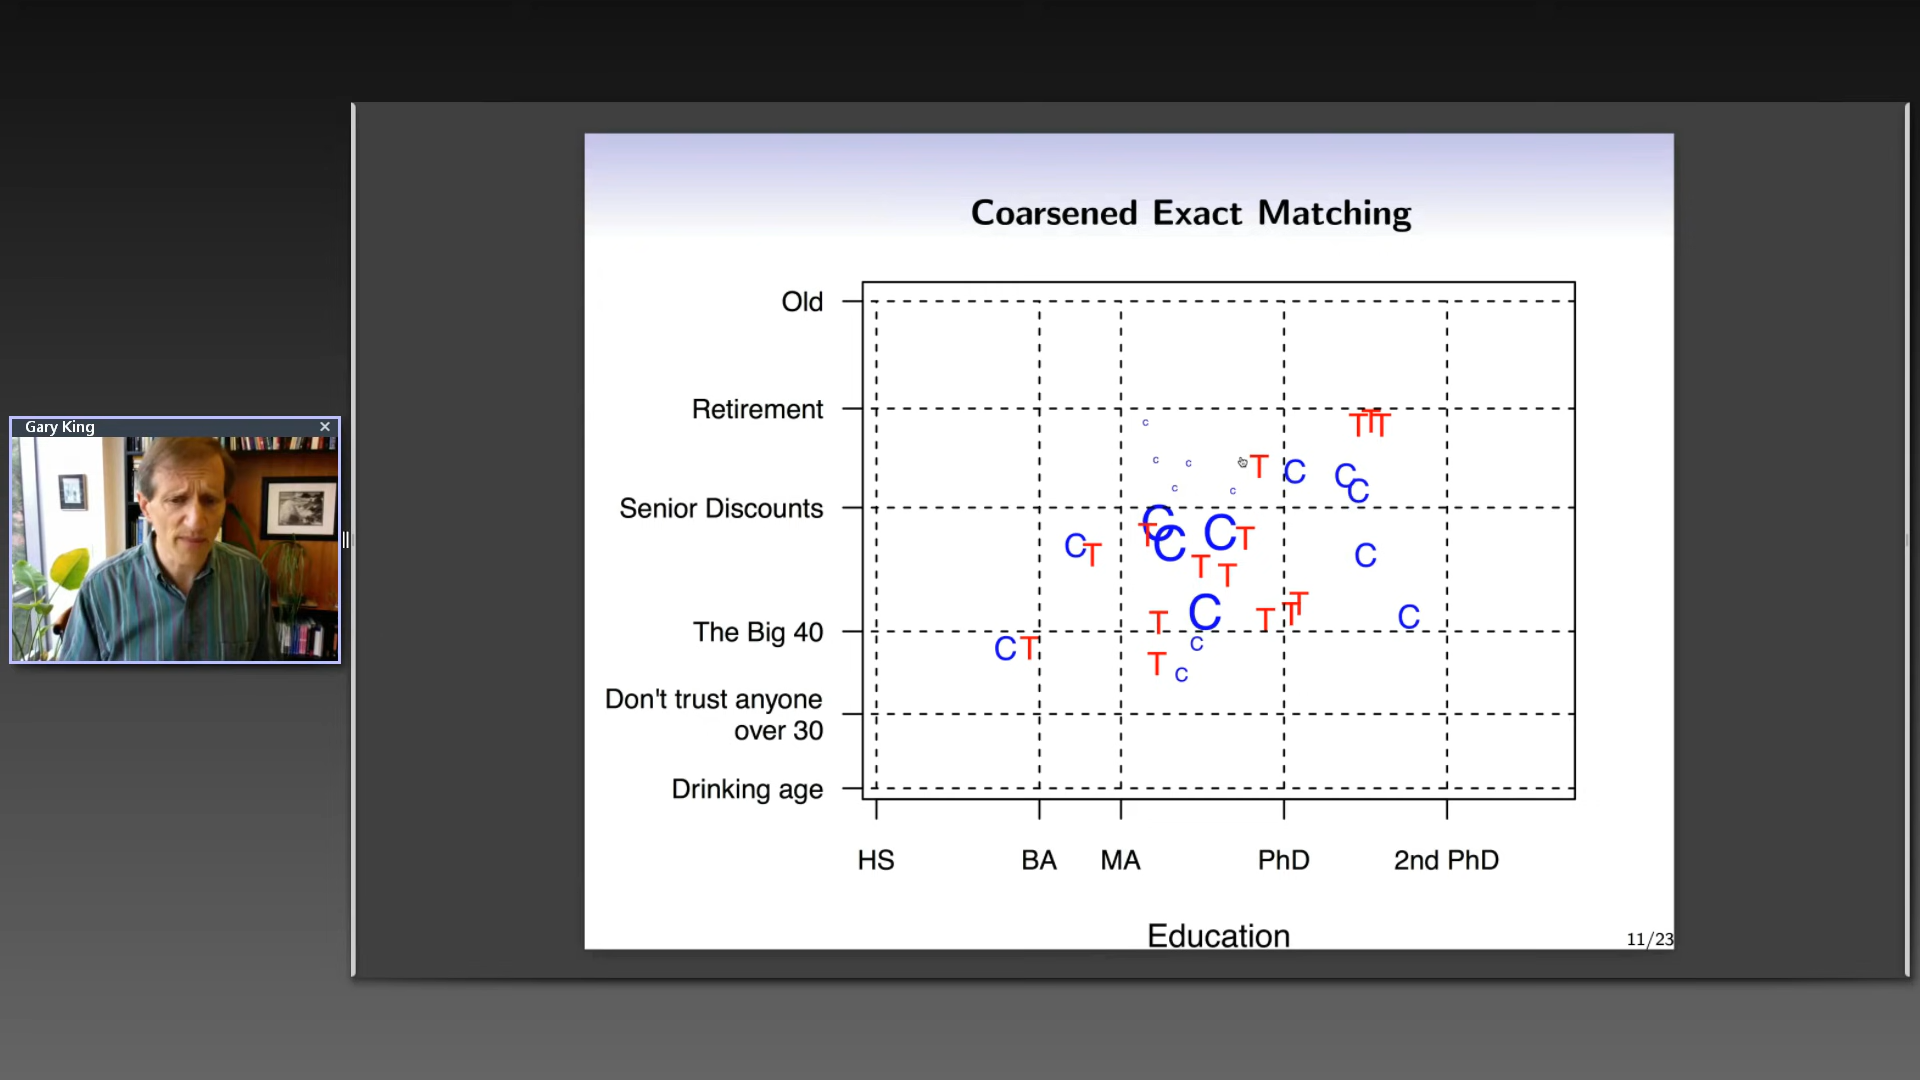 Coarsened Exact Matching
Old
Retirement
Senior Discounts
The Big 40
Don't trust anyone
over 30
Drinking age
C
C C
C
T T T
T C C
C
C
T C C T
C T T
T
C
C T T T
T C
C T C
T C
HS BA MA PhD 2nd PhD
Education
11/23
Gary King